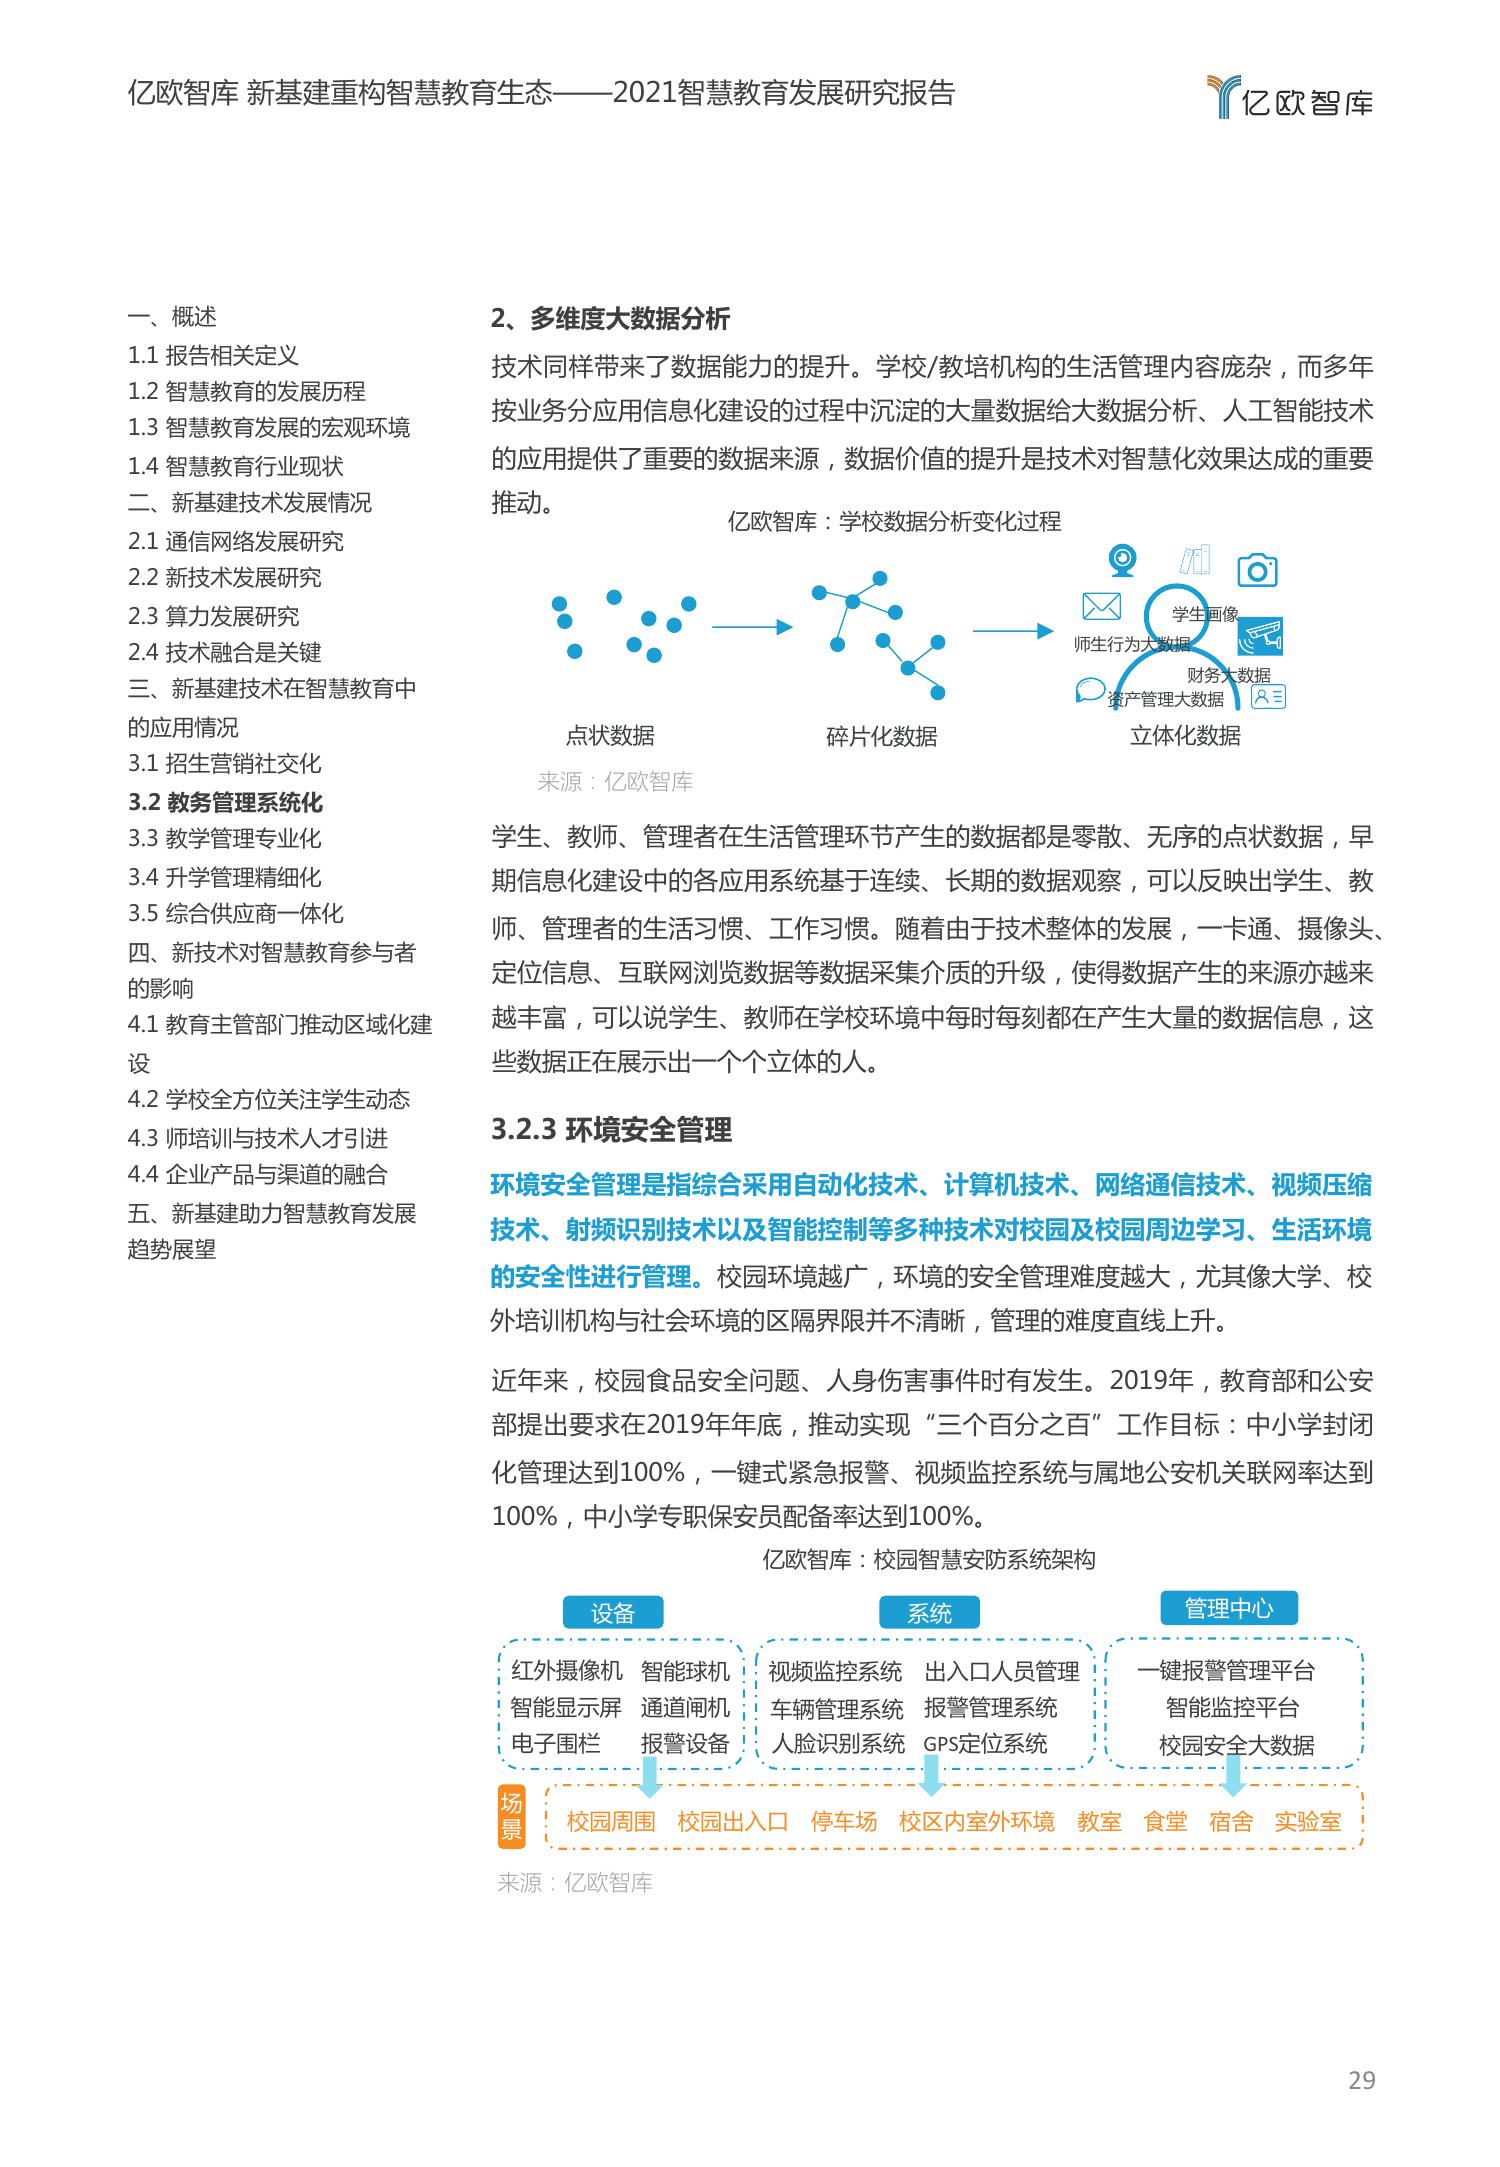 亿欧智库 新基建重构智慧教育生态——2021智慧教育发展研究报告
亿欧智库
一、概述
1.1 报告相关定义
1.2 智慧教育的发展历程
1.3 智慧教育发展的宏观环境
1.4 智慧教育行业现状
二、新基建技术发展情况
2.1 通信网络发展研究
2.2 新技术发展研究
2.3 算力发展研究
2.4 技术融合是关键
三、新基建技术在智慧教育中
的应用情况
3.1 招生营销社交化
3.2 教务管理系统化
3.3 教学管理专业化
3.4 升学管理精细化
3.5 综合供应商一体化
四、新技术对智慧教育参与者
的影响
4.1 教育主管部门推动区域化建
设
4.2 学校全方位关注学生动态
4.3 师培训与技术人才引进
4.4 企业产品与渠道的融合
五、新基建助力智慧教育发展
趋势展望
2、多维度大数据分析
技术同样带来了数据能力的提升。学校/教培机构的生活管理内容庞杂，而多年
按业务分应用信息化建设的过程中沉淀的大量数据给大数据分析、人工智能技术
的应用提供了重要的数据来源，数据价值的提升是技术对智慧化效果达成的重要
推动。
亿欧智库：学校数据分析变化过程
学生画像
师生行为大数据
财务大数据
资产管理大数据
点状数据
碎片化数据
立体化数据
来源：亿欧智库
学生、教师、管理者在生活管理环节产生的数据都是零散、无序的点状数据，早
期信息化建设中的各应用系统基于连续、长期的数据观察，可以反映出学生、教
师、管理者的生活习惯、工作习惯。随着由于技术整体的发展，一卡通、摄像头、
定位信息、互联网浏览数据等数据采集介质的升级，使得数据产生的来源亦越来
越丰富，可以说学生、教师在学校环境中每时每刻都在产生大量的数据信息，这
些数据正在展示出一个个立体的人。
3.2.3 环境安全管理
环境安全管理是指综合采用自动化技术、计算机技术、网络通信技术、视频压缩
技术、射频识别技术以及智能控制等多种技术对校园及校园周边学习、生活环境
的安全性进行管理。校园环境越广，环境的安全管理难度越大，尤其像大学、校
外培训机构与社会环境的区隔界限并不清晰，管理的难度直线上升。
近年来，校园食品安全问题、人身伤害事件时有发生。2019年，教育部和公安
部提出要求在2019年年底，推动实现“三个百分之百”工作目标：中小学封闭
化管理达到100%，一键式紧急报警、视频监控系统与属地公安机关联网率达到
100%，中小学专职保安员配备率达到100%。
亿欧智库：校园智慧安防系统架构
设备
红外摄像机 智能球机
智能显示屏 通道闸机
电子围栏 报警设备
系统
视频监控系统 出入口人员管理
车辆管理系统 报警管理系统
人脸识别系统 GPS定位系统
管理中心
一键报警管理平台
智能监控平台
校园安全大数据
场
景
校园周围 校园出入口 停车场 校区内室外环境 教室 食堂 宿舍 实验室
来源：亿欧智库
29